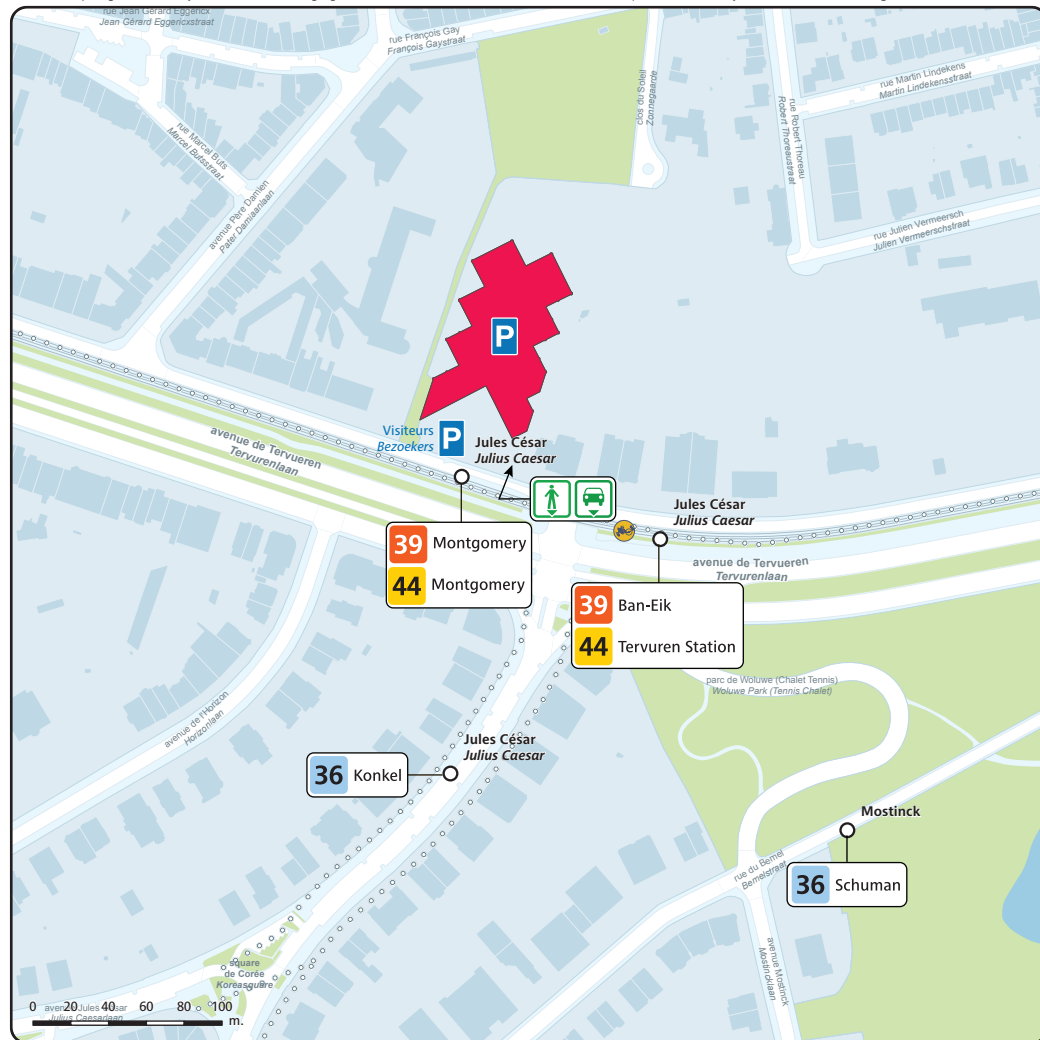 rue Jean Gérard Eggericx
Jean Gérard Eggericxstraat
rue François Gay
François Gaystraat
clos du Soleil
Zonnegaarde
rue Martin Lindekens
Martin Lindekensstraat
rue Robert Thoreau
Robert Thoreaustraat
rue Marcel Buts
Marcel Butsstraat
avenue Père Damien
Pater Damiaanlaan
rue Julien Vermeersch
Julien Vermeerschstraat
P
Visiteurs
Bezoekers
P
Jules César
Julius Caesar
avenue de Tervueren
Tervurenlaan
Jules César
Julius Caesar
39 Montgomery
44 Montgomery
avenue de Tervueren
Tervurenlaan
39 Ban-Eik
44 Tervuren Station
parc de Woluwe (Chalet Tennis)
Woluwe Park (Tennis Chalet)
avenue de l'Horizon
Horizonlaan
Jules César
Julius Caesar
36 Konkel
Mostinck
rue du Bemel
Bemelstraat
36 Schuman
avenue Mostinck
Mostincklaan
square
de Corée
Koreasquare
avenue Jules César
Julius Caesarlaan
0 20 40 60 80 100
m.